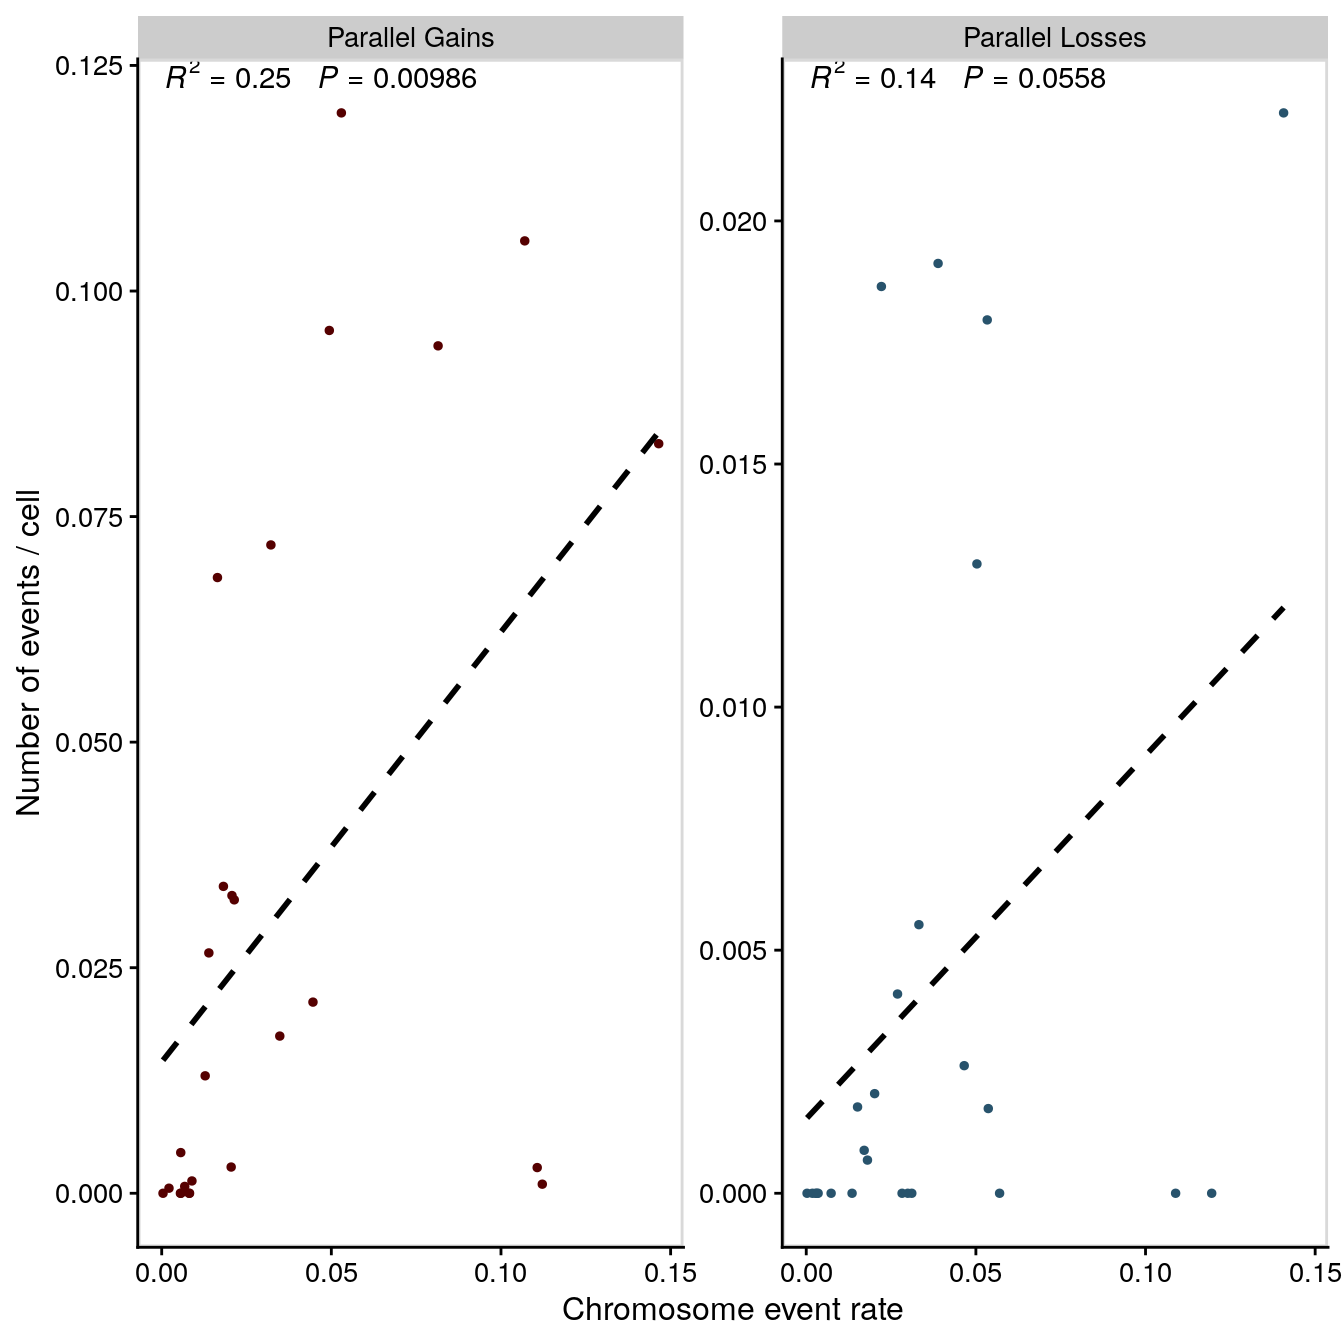 Parallel Gains
Parallel Losses
R² = 0.25 P = 0.00986
R² = 0.14 P = 0.0558
Number of events / cell
0.125
0.100
0.075
0.050
0.025
0.000
0.020
0.015
0.010
0.005
0.000
0.00 0.05 0.10 0.15
0.00 0.05 0.10 0.15
Chromosome event rate